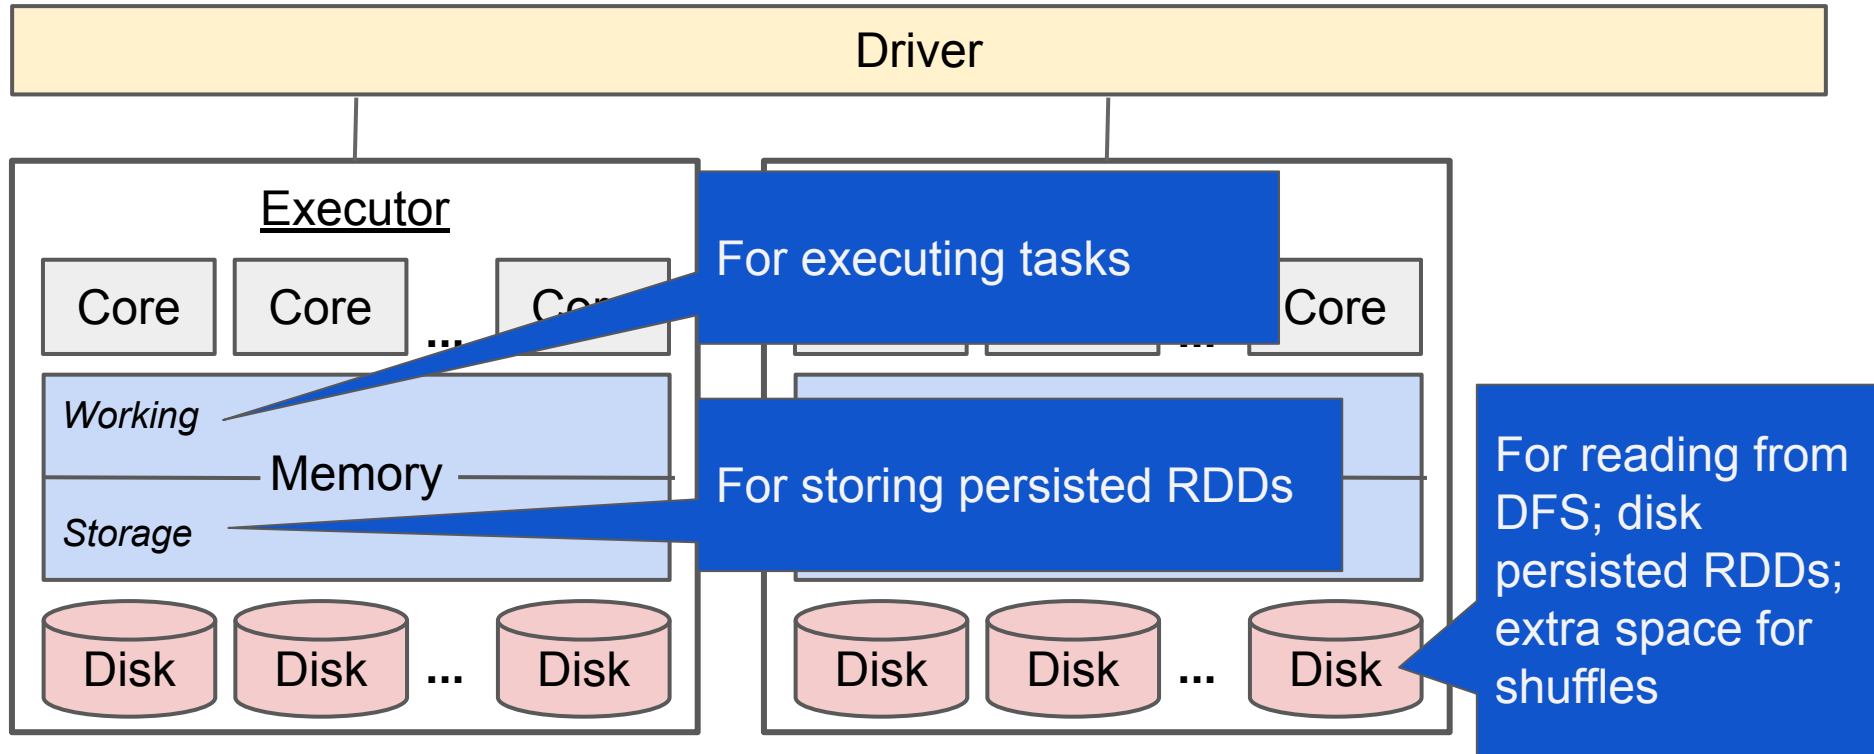 Driver
Executor
Core
Core
...
Core
For executing tasks
...
Core
Working
Memory
Storage
For storing persisted RDDs
For reading from
DFS; disk
persisted RDDs;
extra space for
shuffles
Disk
Disk
...
Disk
Disk
Disk
...
Disk